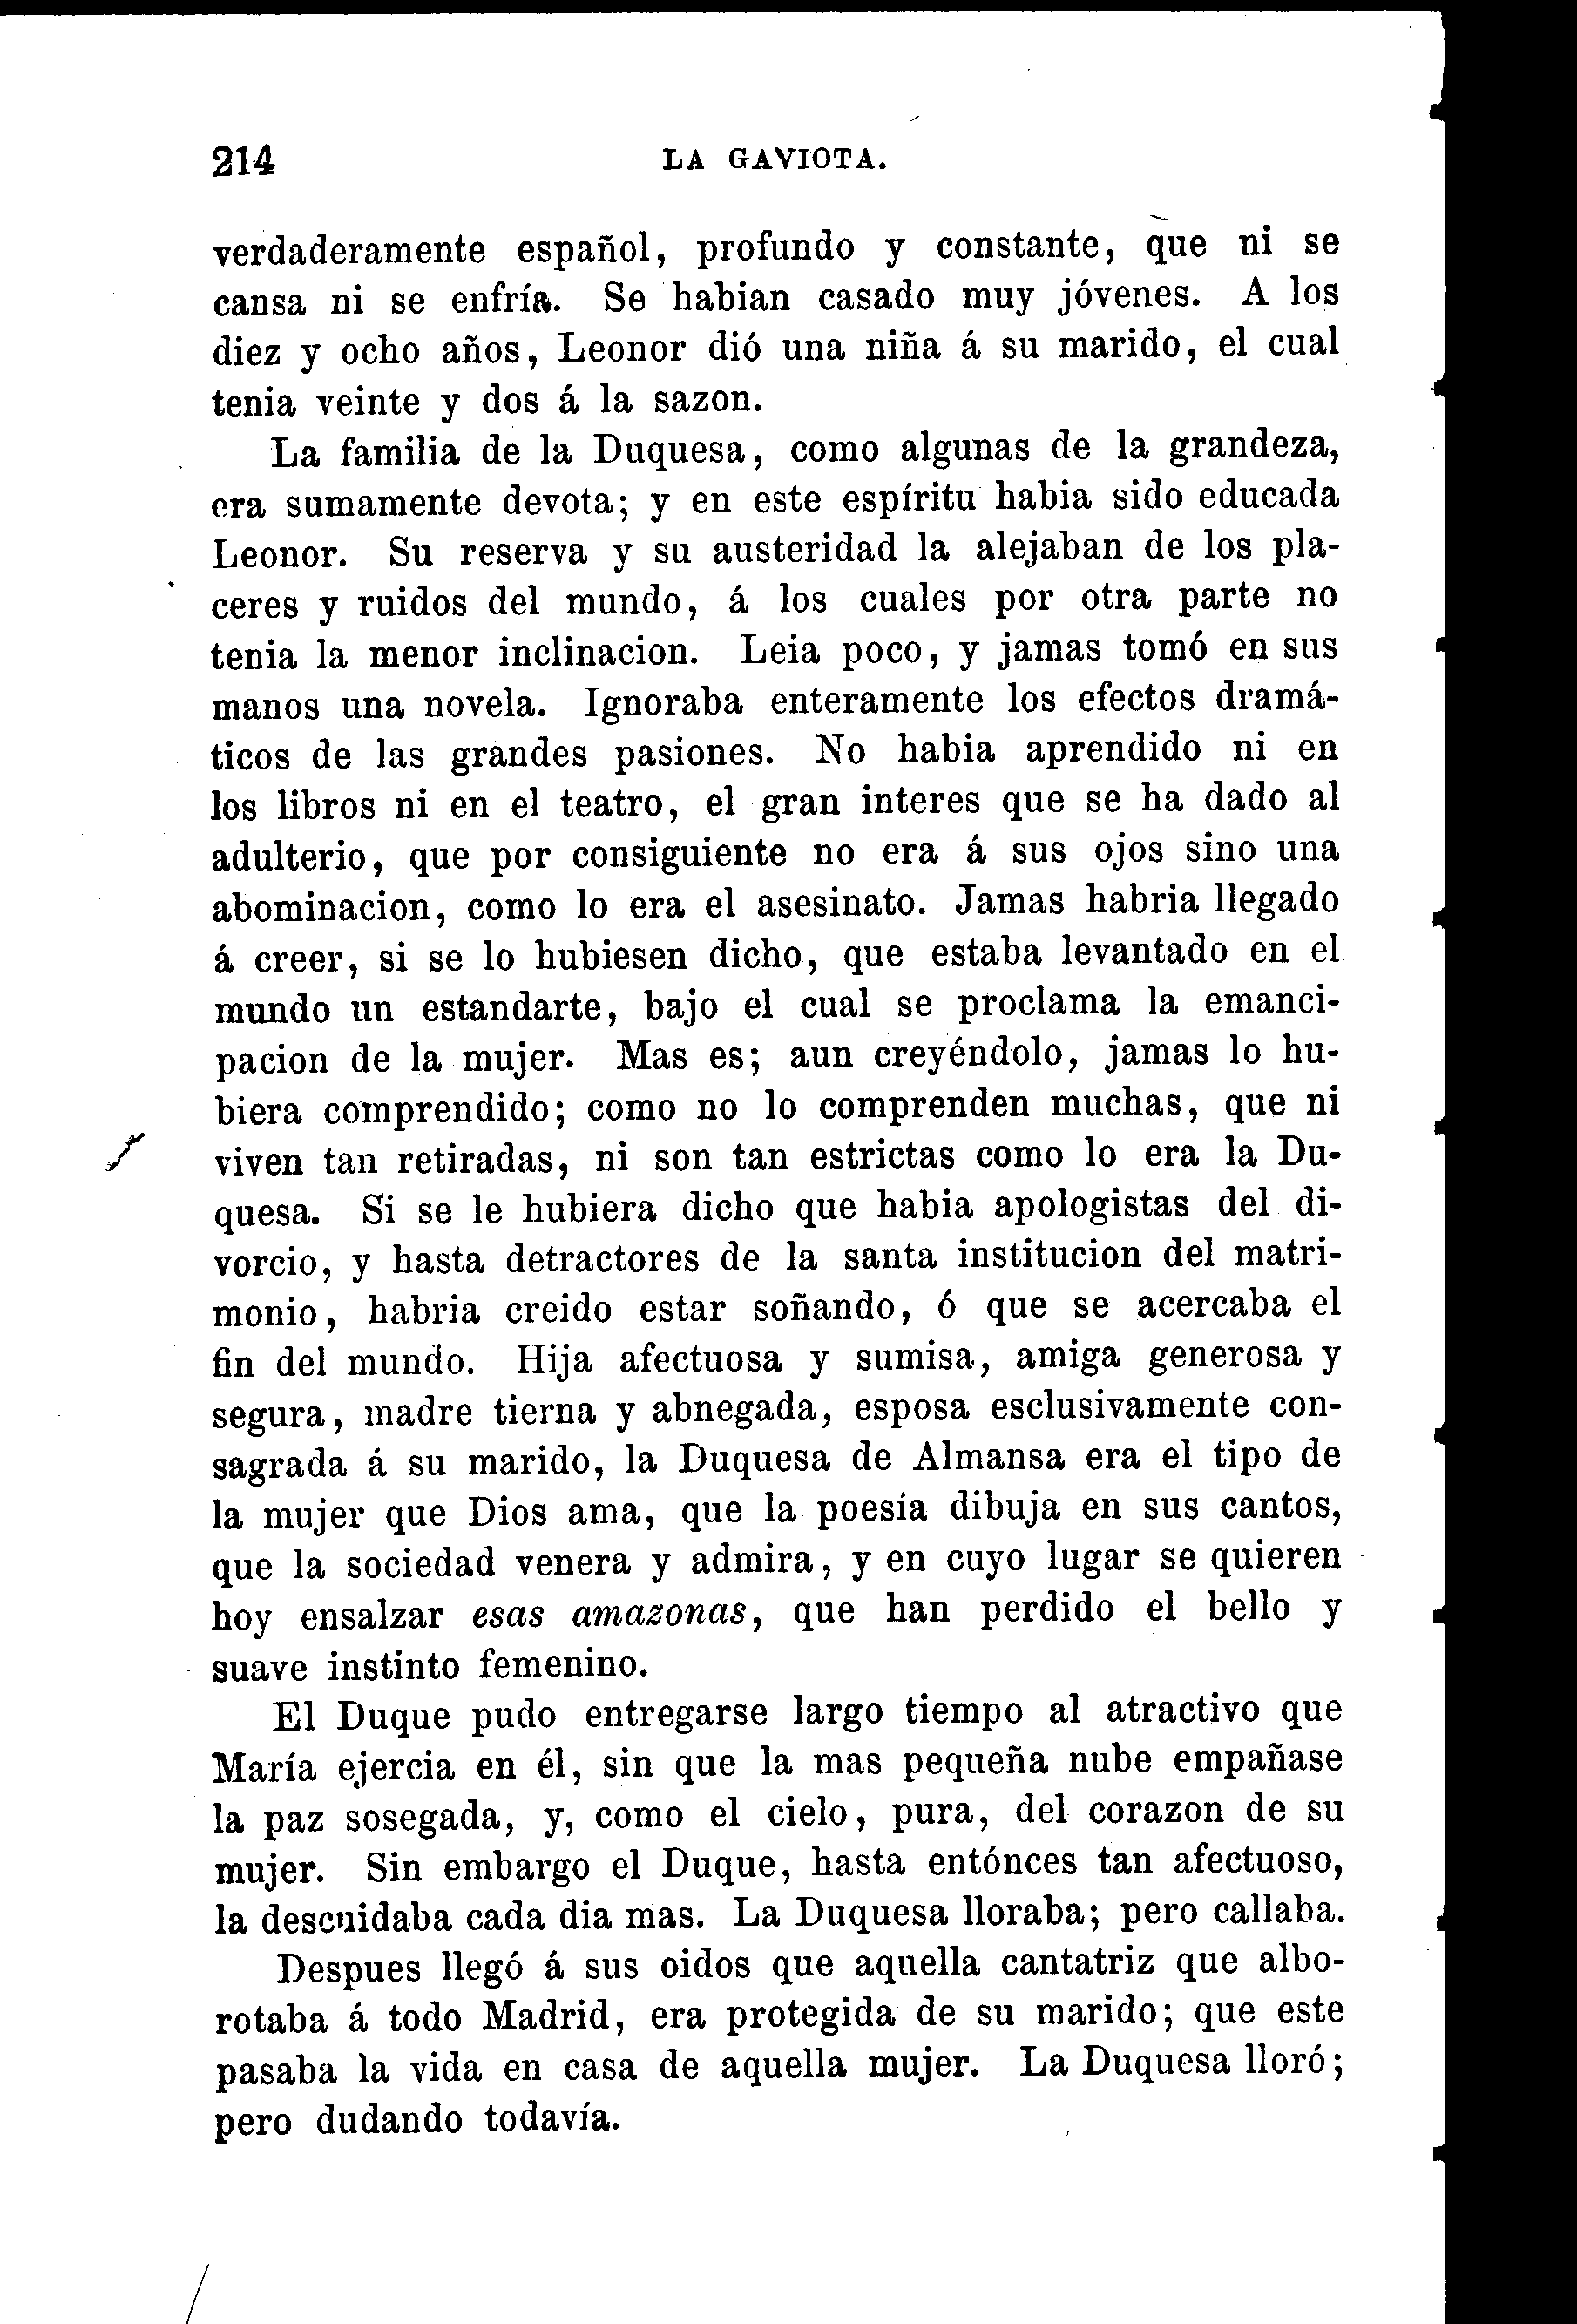 214 LA GAVIOTA.
verdaderamente español, profundo y constante, que ni se
cansa ni se enfría. Se habian casado muy jóvenes. A los
diez y ocho años, Leonor dió una niña á su marido, el cual
tenia veinte y dos á la sazon.
La familia de la Duquesa, como algunas de la grandeza,
era sumamente devota; y en este espíritu habia sido educada
Leonor. Su reserva y su austeridad la alejaban de los pla-
ceres y ruidos del mundo, á los cuales por otra parte no
tenia la menor inclinacion. Leia poco, y jamas tomó en sus
manos una novela. Ignoraba enteramente los efectos dramá-
ticos de las grandes pasiones. No habia aprendido ni en
los libros ni en el teatro, el gran interes que se ha dado al
adulterio, que por consiguiente no era á sus ojos sino una
abominacion, como lo era el asesinato. Jamas habria llegado
á creer, si se lo hubiesen dicho, que estaba levantado en el
mundo un estandarte, bajo el cual se proclama la emanci-
pacion de la mujer. Mas es; aun creyéndolo, jamas lo hu-
biera comprendido; como no lo comprenden muchas, que ni
viven tan retiradas, ni son tan estrictas como lo era la Du-
quesa. Si se le hubiera dicho que habia apologistas del di-
vorcio, y hasta detractores de la santa institucion del matri-
monio, habria creido estar soñando, ó que se acercaba el
fin del mundo. Hija afectuosa y sumisa, amiga generosa y
segura, madre tierna y abnegada, esposa esclusivamente con-
sagrada á su marido, la Duquesa de Almansa era el tipo de
la mujer que Dios ama, que la poesía dibuja en sus cantos,
que la sociedad venera y admira, y en cuyo lugar se quieren
hoy ensalzar esas amazonas, que han perdido el bello y
suave instinto femenino.
El Duque pudo entregarse largo tiempo al atractivo que
María ejercia en él, sin que la mas pequeña nube empañase
la paz sosegada, y, como el cielo, pura, del corazon de su
mujer. Sin embargo el Duque, hasta entónces tan afectuoso,
la descuidaba cada dia mas. La Duquesa lloraba; pero callaba.
Despues llegó á sus oidos que aquella cantatriz que albo-
rotaba á todo Madrid, era protegida de su marido; que este
pasaba la vida en casa de aquella mujer. La Duquesa lloró;
pero dudando todavía.